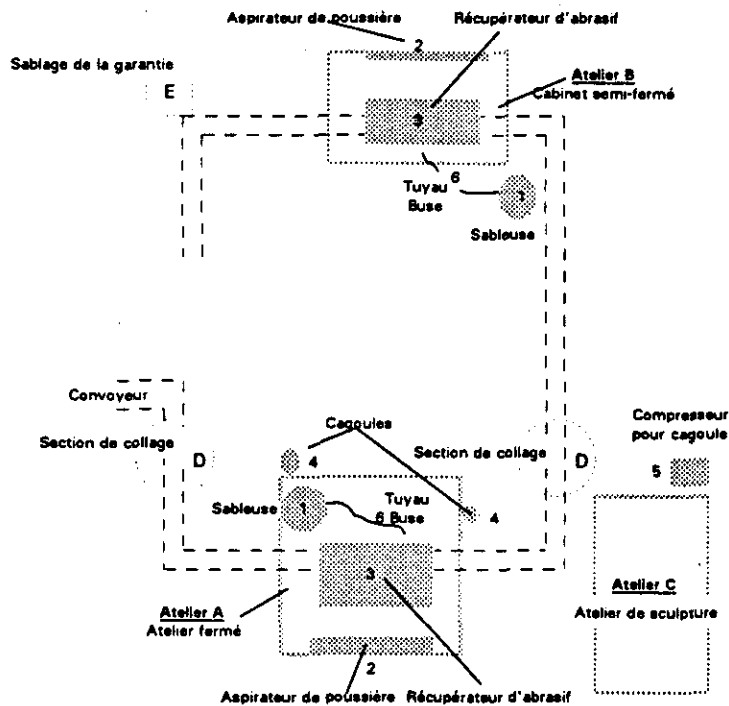 Aspirateur de poussière
Récupérateur d'abrasif
2
Sablage de la garantie
Atelier B
E
Cabinet semi-fermé
3
6
Tuyau
Buse
1
Sableuse
Convoyeur
Compresseur
pour cagoule
Section de collage
Cagoules
Section de collage
D
4
D
5
Sableuse
1
Tuyau
6 Buse
4
3
Atelier C
Atelier A
Atelier de sculpture
Atelier fermé
2
Aspirateur de poussière
Récupérateur d'abrasif